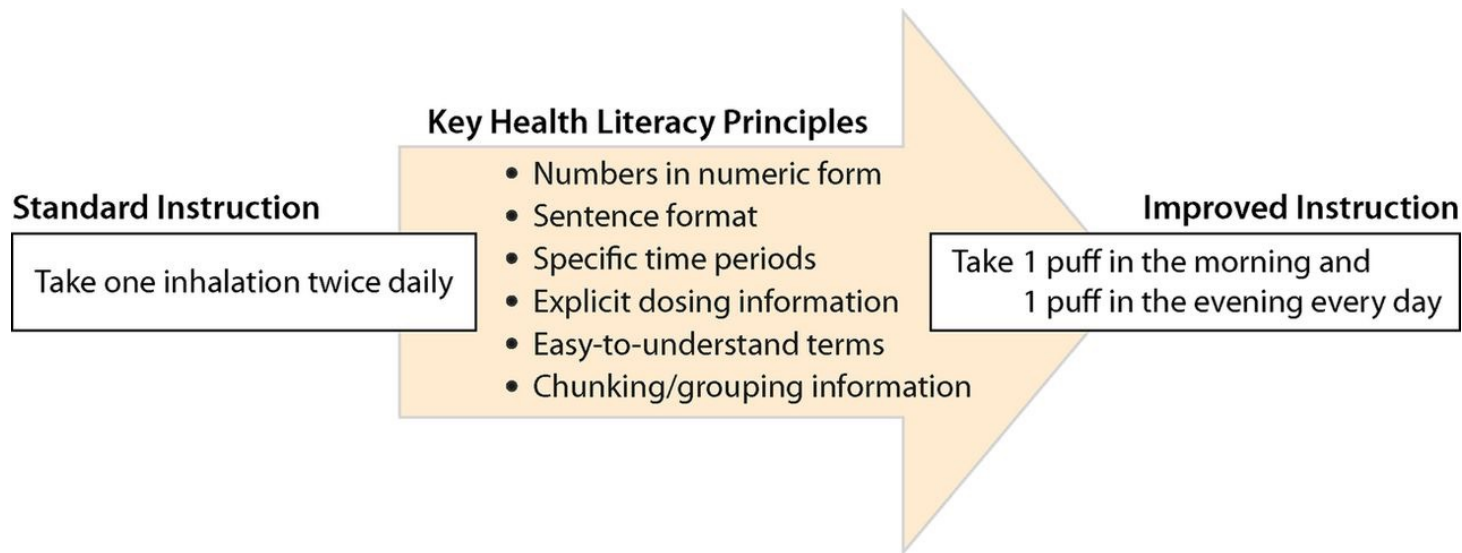 Key Health Literacy Principles
• Numbers in numeric form
• Sentence format
• Specific time periods
• Explicit dosing information
• Easy-to-understand terms
• Chunking/grouping information
Standard Instruction
Take one inhalation twice daily
Improved Instruction
Take 1 puff in the morning and
1 puff in the evening every day